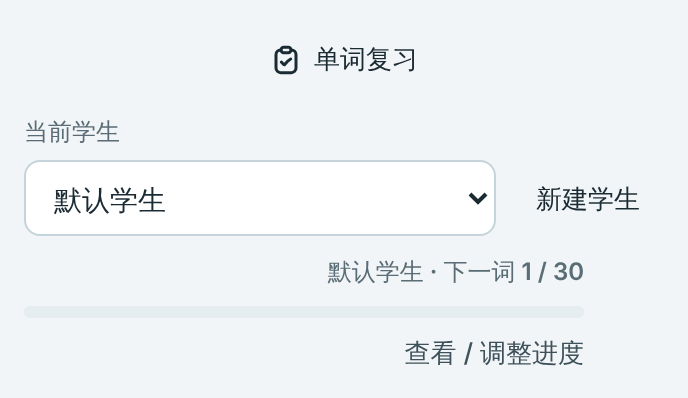 单词复习
当前学生
默认学生 新建学生
默认学生 · 下一词 1 / 30
查看 / 调整进度